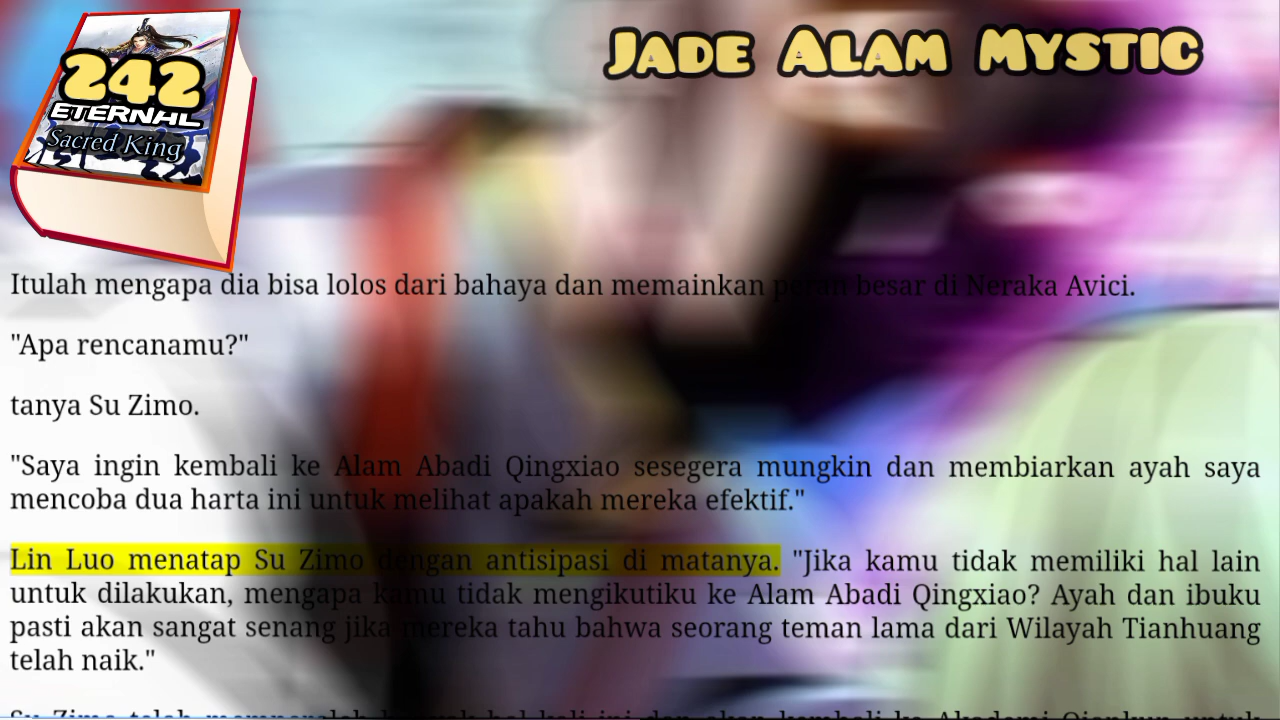 242
ETERNAL
Sacred King
JADE ALAM MYSTIC
Itulah mengapa dia bisa lolos dari bahaya dan memainkan peran besar di Neraka Avici.
"Apa rencanamu?"
tanya Su Zimo.
"Saya ingin kembali ke Alam Abadi Qingxiao sesegera mungkin dan membiarkan ayah saya
mencoba dua harta ini untuk melihat apakah mereka efektif."
Lin Luo menatap Su Zimo dengan antisipasi di matanya. "Jika kamu tidak memiliki hal lain
untuk dilakukan, mengapa kamu tidak mengikutiku ke Alam Abadi Qingxiao? Ayah dan ibuku
pasti akan sangat senang jika mereka tahu bahwa seorang teman lama dari Wilayah Tianhuang
telah naik."